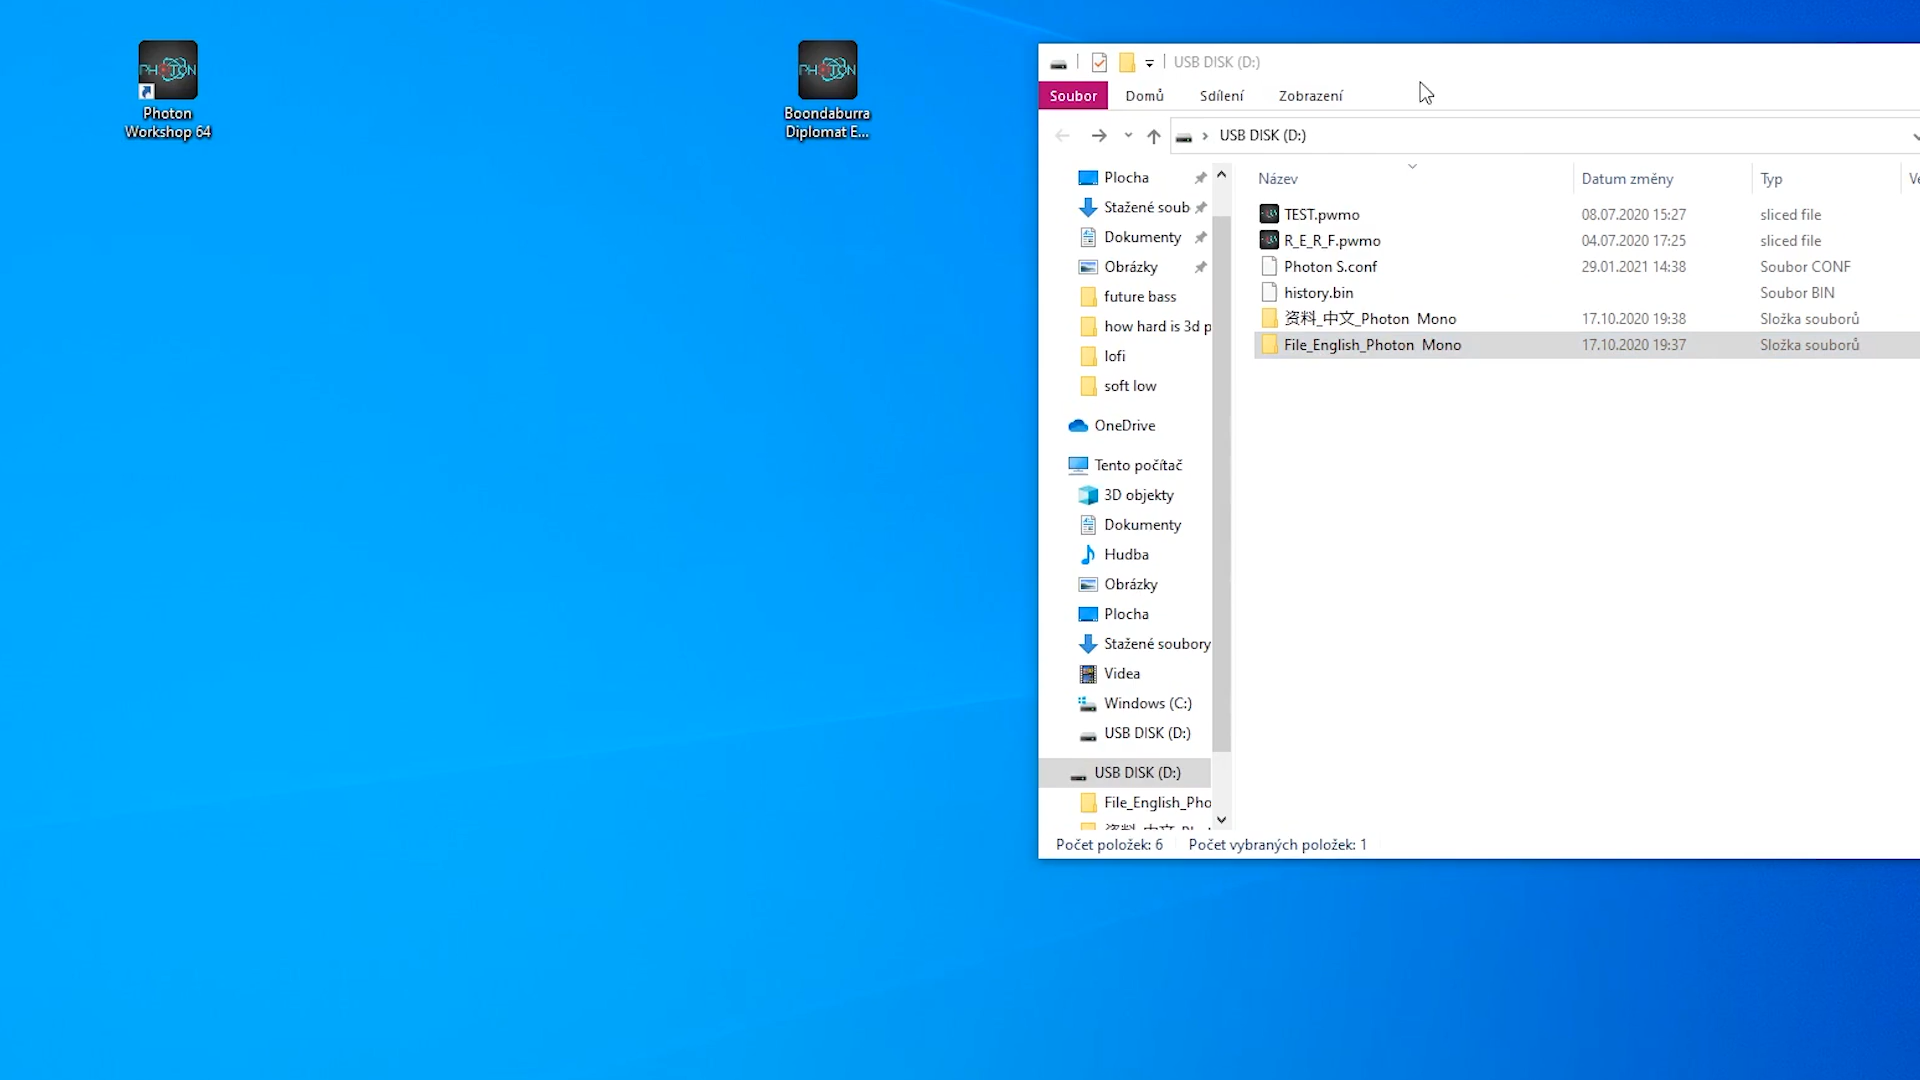 PHOTON
Photon
Workshop 64
PHOTON
Boondaburra
Diplomat E...
USB DISK (D:)
Soubor Domů Sdílení Zobrazení
USB DISK (D:)
Plocha
Stažené soub
Dokumenty
Obrázky
future bass
how hard is 3d p
lofi
soft low
OneDrive
Tento počítač
3D objekty
Dokumenty
Hudba
Obrázky
Plocha
Stažené soubory
Videa
Windows (C:)
USB DISK (D:)
USB DISK (D:)
File_English_Pho
Název Datum změny Typ Ve
TEST.pwmo 08.07.2020 15:27 sliced file
R_E_R_F.pwmo 04.07.2020 17:25 sliced file
Photon S.conf 29.01.2021 14:38 Soubor CONF
history.bin Soubor BIN
资料_中文_Photon Mono 17.10.2020 19:38 Složka souborů
File_English_Photon Mono 17.10.2020 19:37 Složka souborů
Počet položek: 6 Počet vybraných položek: 1